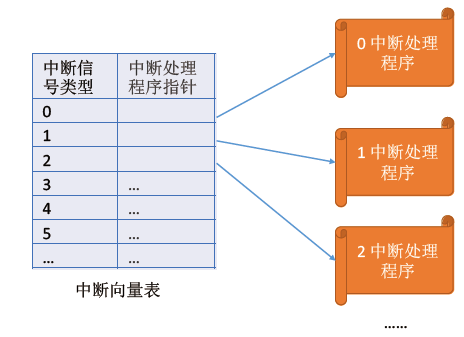 中断信
号类型
中断处理
程序指针
0
1
2
3
...
4
...
5
...
...
...
中断向量表
0 中断处理
程序
1 中断处理
程序
2 中断处理
程序
......